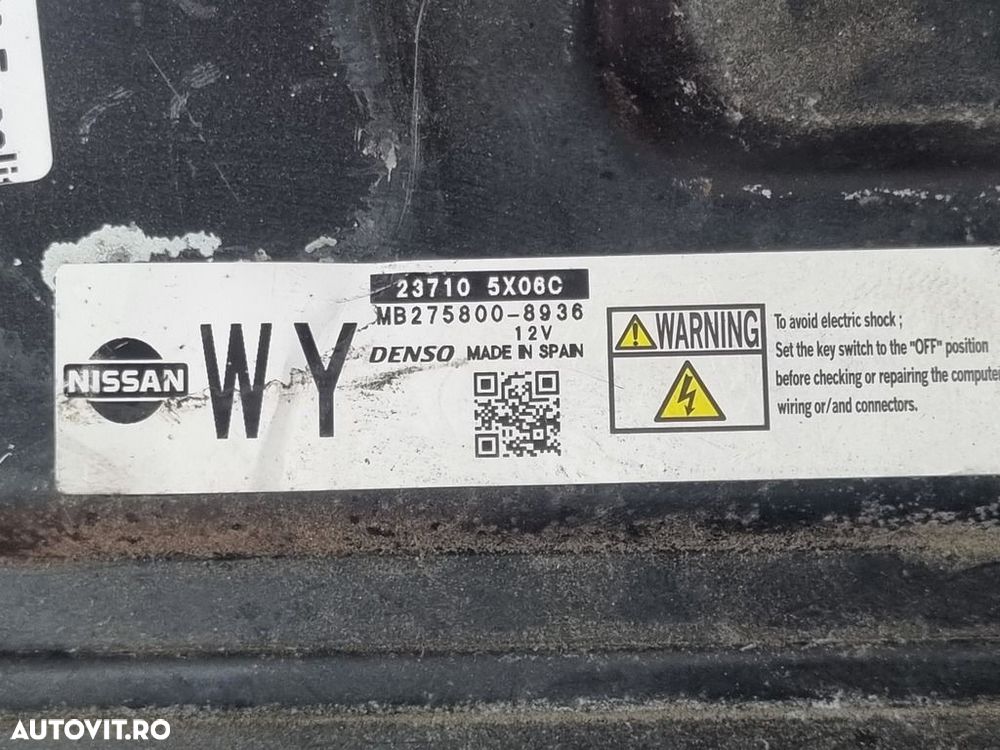 23710 5X06C
MB275800-8936
12V
DENSO MADE IN SPAIN
NISSAN
WY
WARNING
To avoid electric shock ;
Set the key switch to the "OFF" position
before checking or repairing the computer
wiring or/and connectors.
AUTOVIT.RO